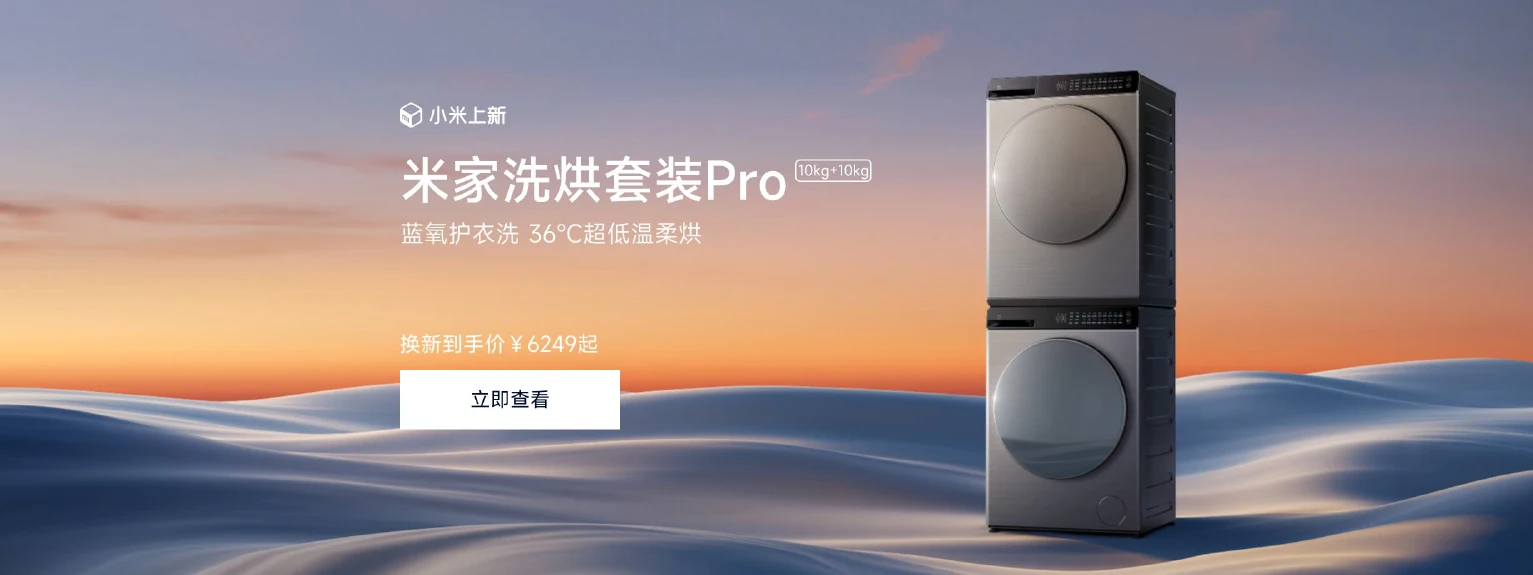 小米上新
米家洗烘套装Pro 10kg+10kg
蓝氧护衣洗 36℃超低温柔烘
换新到手价￥6249起
立即查看